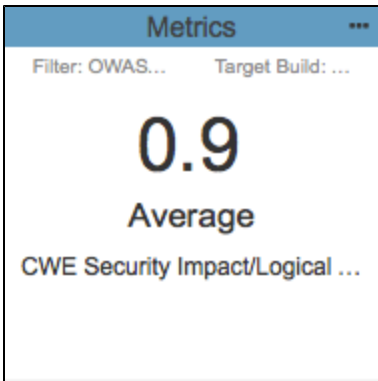 Metrics ...
Filter: OWAS... Target Build: ...
0.9
Average
CWE Security Impact/Logical ...